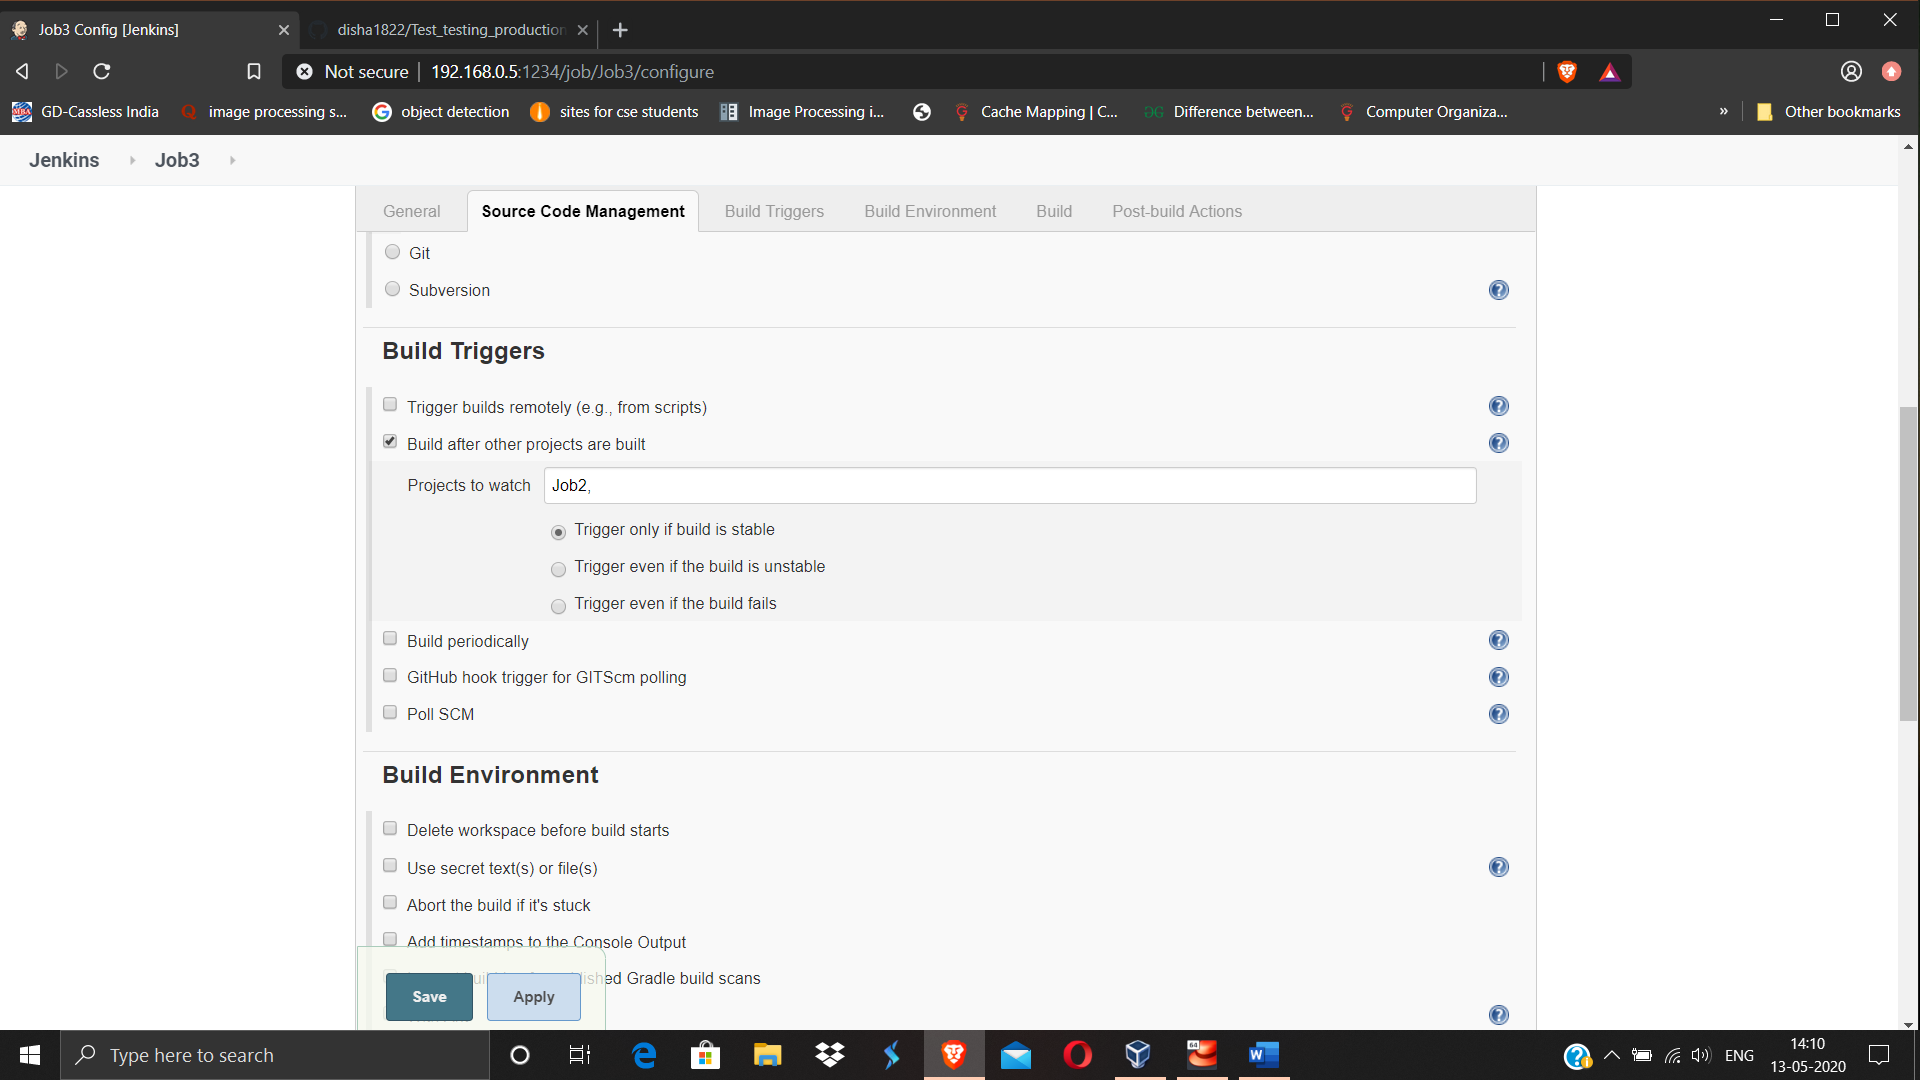 Job3 Config [Jenkins]
disha1822/Test_testing_production
Not secure
192.168.0.5:1234/job/Job3/configure
GD-Cassless India
image processing s...
object detection
sites for cse students
Image Processing i...
Cache Mapping | C...
Difference between...
Computer Organiza...
»
Other bookmarks
Jenkins
Job3
General
Source Code Management
Build Triggers
Build Environment
Build
Post-build Actions
Git
Subversion
Build Triggers
Trigger builds remotely (e.g., from scripts)
Build after other projects are built
Projects to watch
Job2,
Trigger only if build is stable
Trigger even if the build is unstable
Trigger even if the build fails
Build periodically
GitHub hook trigger for GITScm polling
Poll SCM
Build Environment
Delete workspace before build starts
Use secret text(s) or file(s)
Abort the build if it's stuck
Add timestamps to the Console Output
Gradle build scans
Save
Apply
Type here to search
64
ENG
14:10
13-05-2020